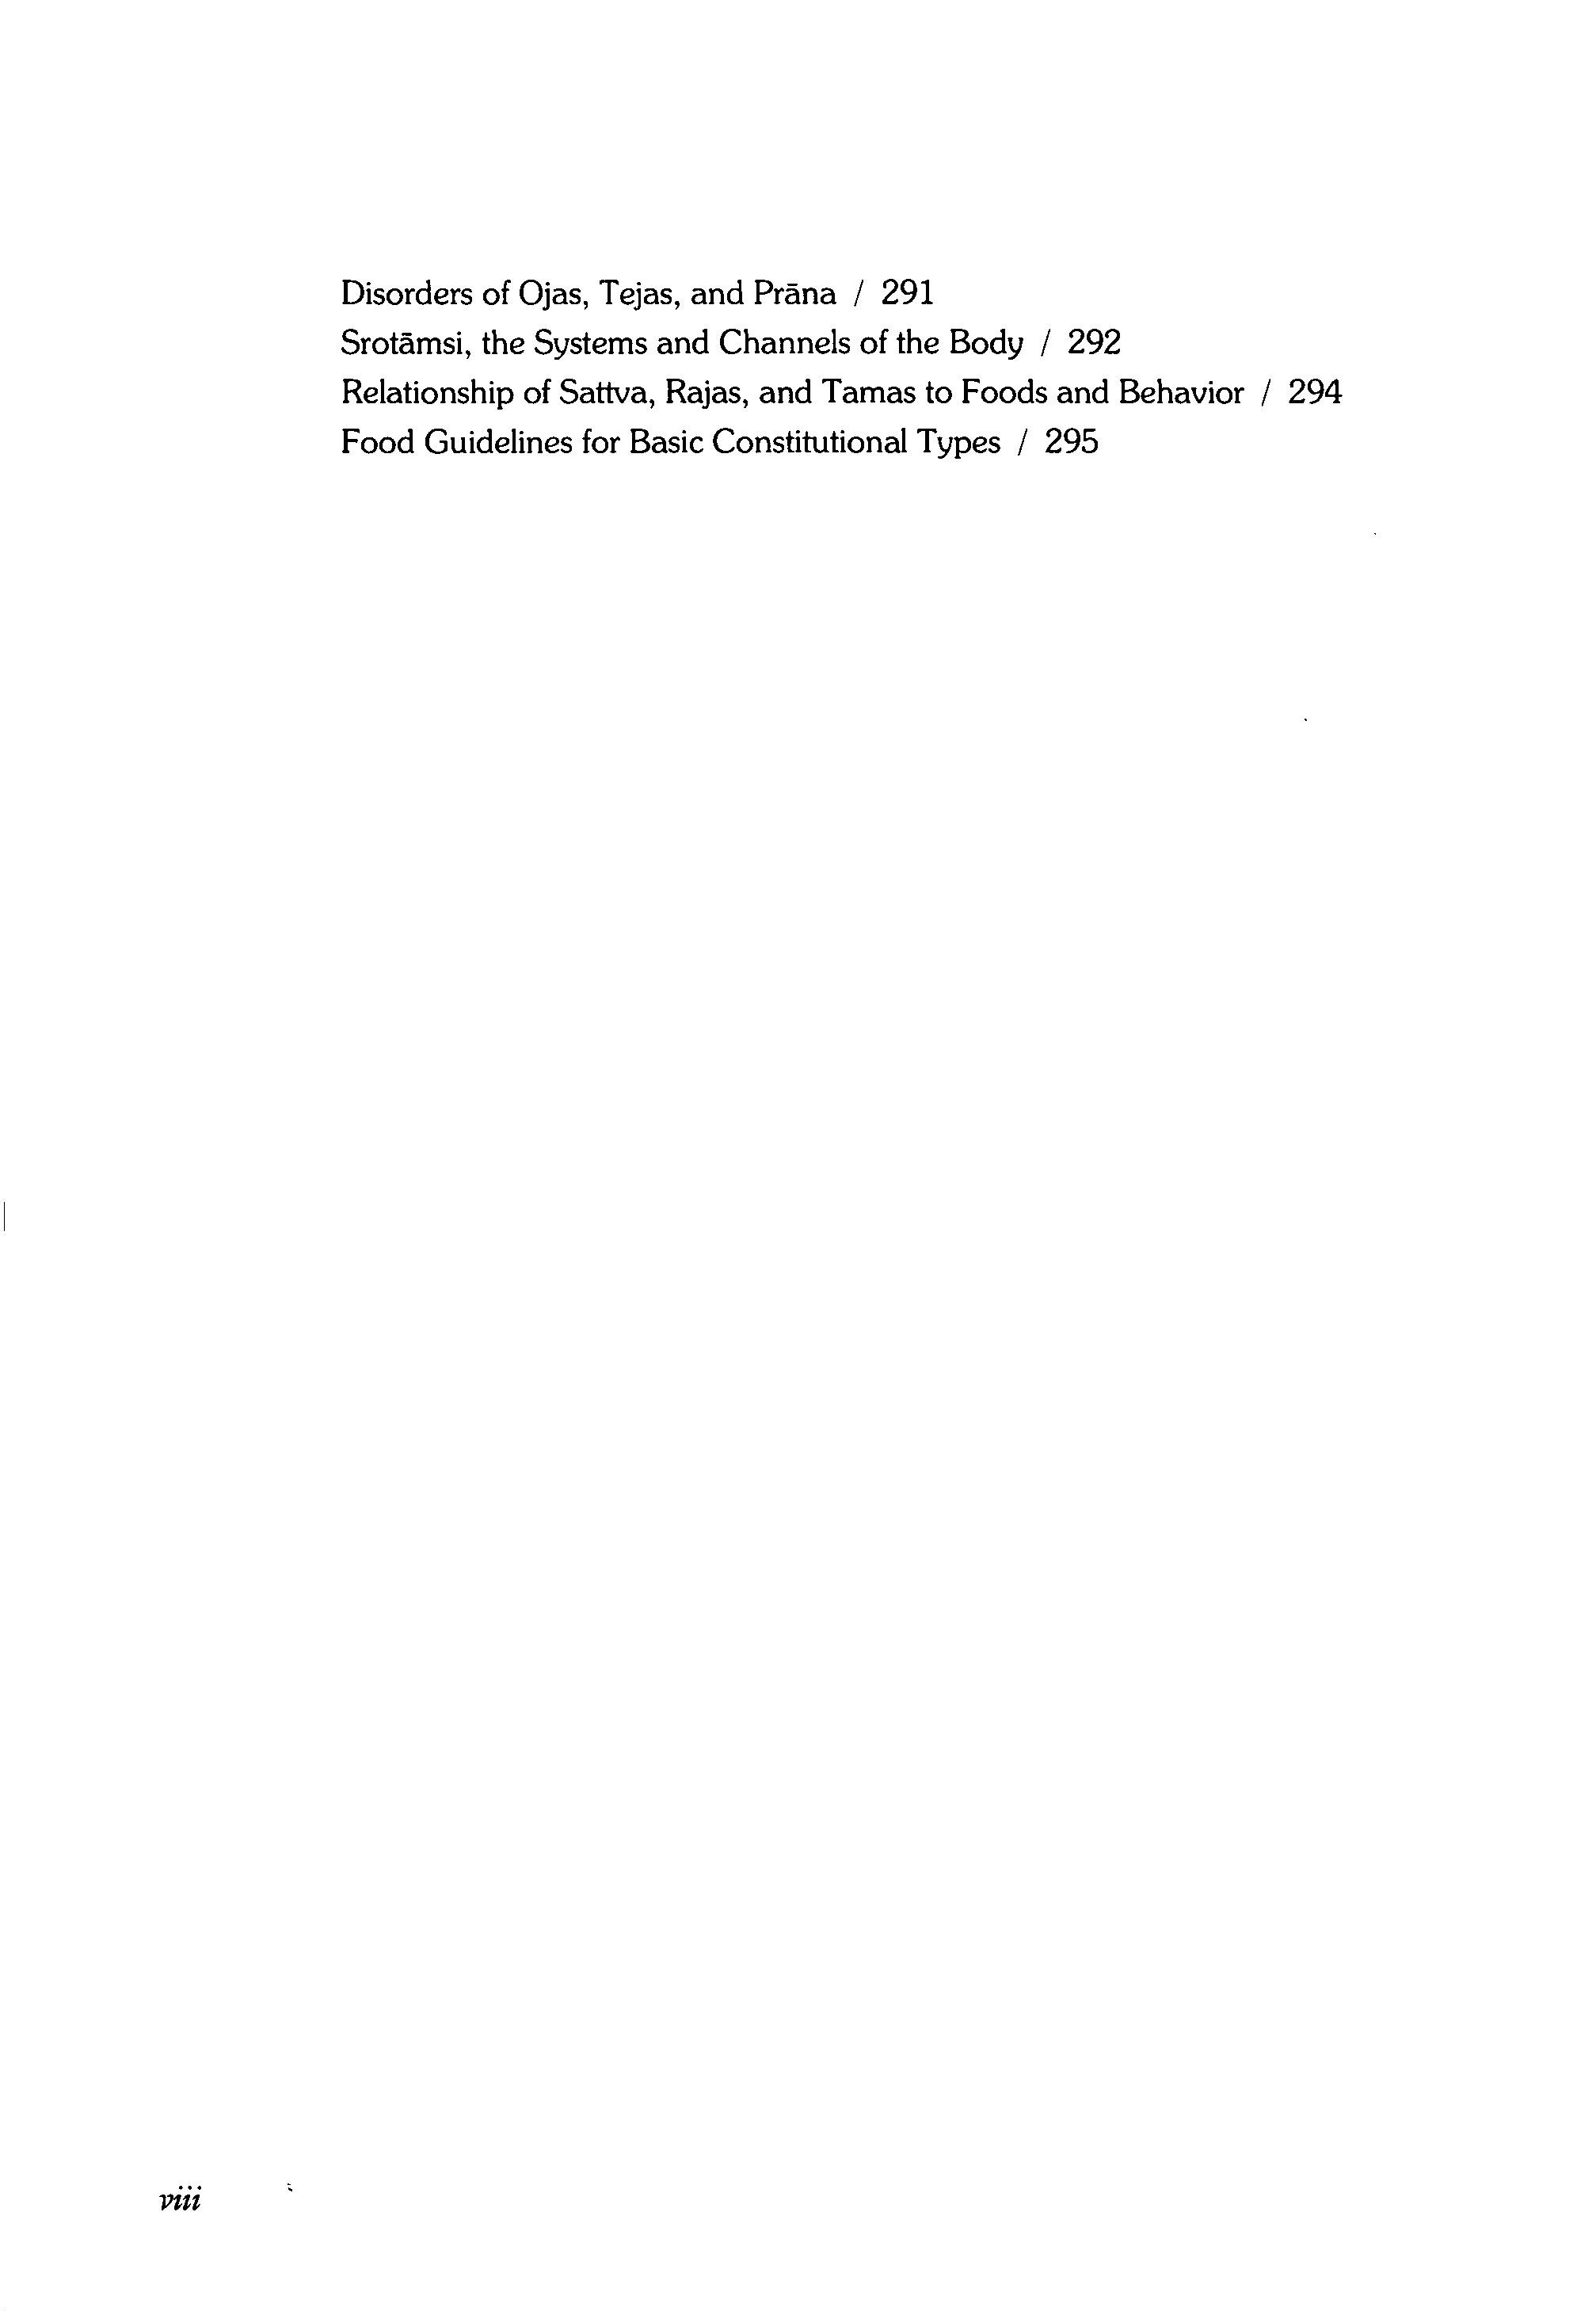 Disorders of Ojas, Tejas, and Prāna / 291
Srotāmsi, the Systems and Channels of the Body / 292
Relationship of Sattva, Rajas, and Tamas to Foods and Behavior / 294
Food Guidelines for Basic Constitutional Types / 295
viii